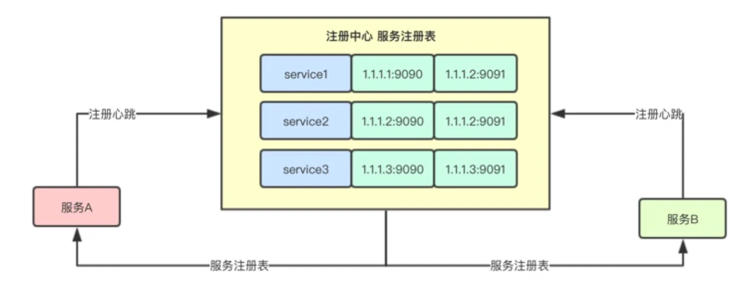 注册中心 服务注册表
service1 1.1.1.1:9090 1.1.1.2:9091
注册心跳 注册心跳
service2 1.1.1.2:9090 1.1.1.2:9091
service3 1.1.1.3:9090 1.1.1.3:9091
服务A
服务B
服务注册表 服务注册表